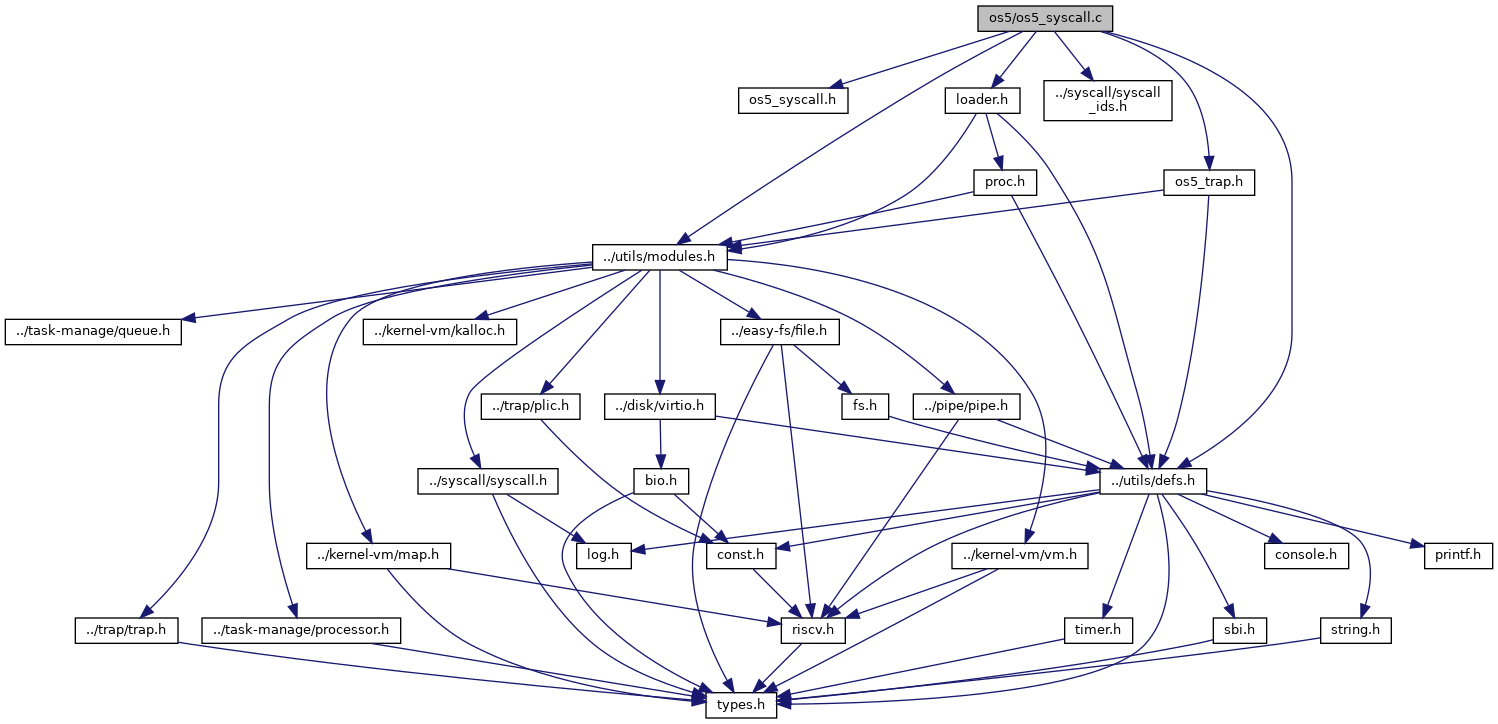 os5/os5_syscall.c
os5_syscall.h
loader.h
../syscall/syscall
_ids.h
proc.h
os5_trap.h
../utils/modules.h
../task-manage/queue.h
../kernel-vm/kalloc.h
../easy-fs/file.h
../trap/plic.h
../disk/virtio.h
fs.h
../pipe/pipe.h
../syscall/syscall.h
bio.h
../utils/defs.h
../kernel-vm/map.h
log.h
const.h
../kernel-vm/vm.h
console.h
printf.h
../trap/trap.h
../task-manage/processor.h
riscv.h
timer.h
sbi.h
string.h
types.h